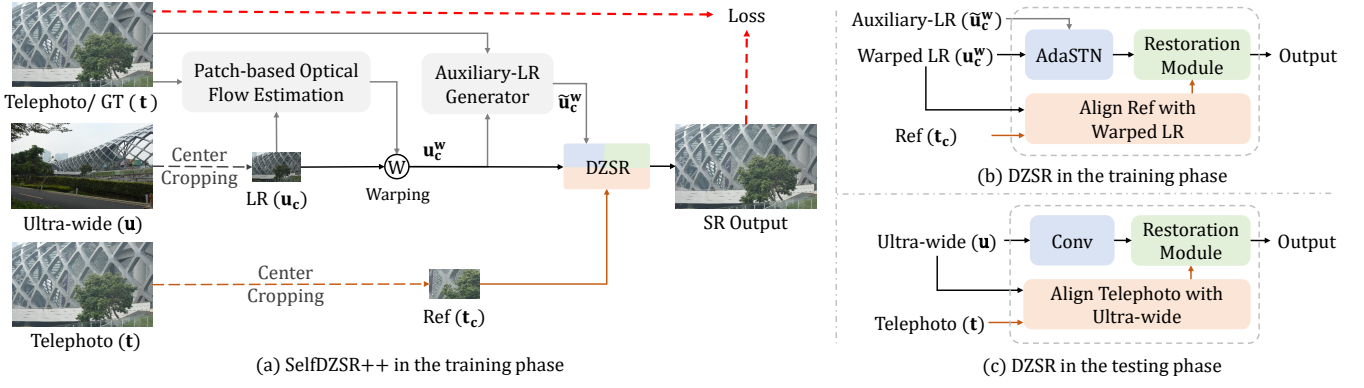 Loss
Telephoto/ GT (t)
Patch-based Optical
Flow Estimation
Auxiliary-LR
Generator
ũ_c^w
Center
Cropping
LR (u_c)
W
Warping
u_c^w
DZSR
SR Output
Ultra-wide (u)
Center
Cropping
Ref (t_c)
Telephoto (t)
(a) SelfDZSR++ in the training phase
Auxiliary-LR (ũ_c^w)
Warped LR (u_c^w)
AdaSTN
Restoration
Module
Output
Align Ref with
Warped LR
Ref (t_c)
(b) DZSR in the training phase
Ultra-wide (u)
Conv
Restoration
Module
Output
Align Telephoto with
Ultra-wide
Telephoto (t)
(c) DZSR in the testing phase